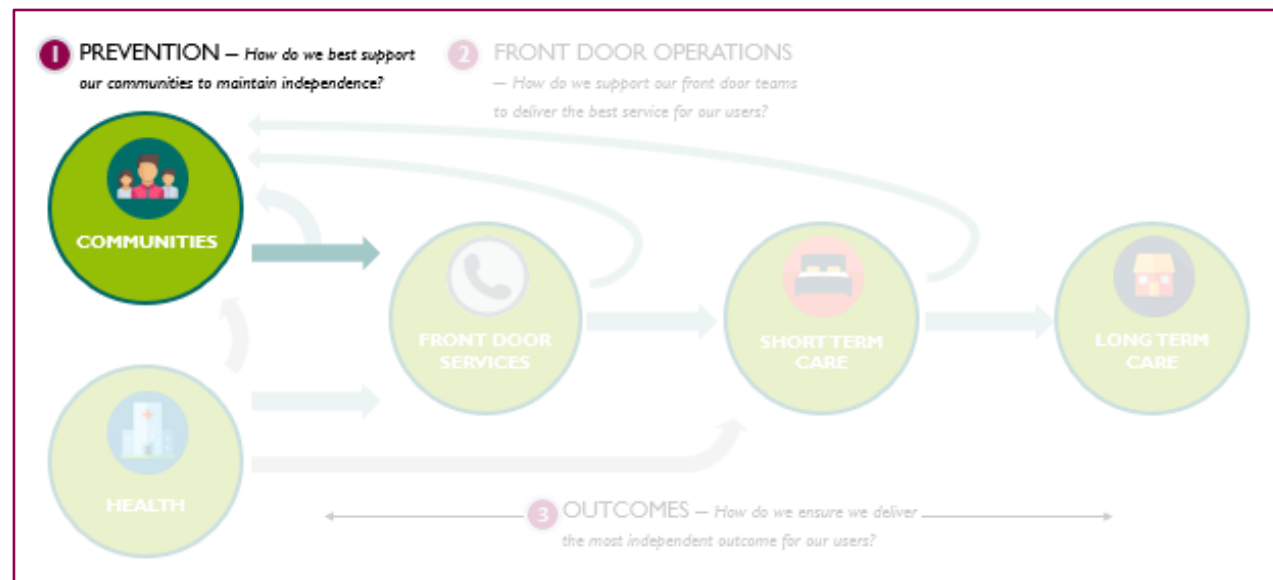 1 PREVENTION – How do we best support
our communities to maintain independence?
2 FRONT DOOR OPERATIONS
– How do we support our front door teams
to deliver the best service for our users?
COMMUNITIES
FRONT DOOR
SERVICES
SHORT TERM
CARE
LONG TERM
CARE
HEALTH
3 OUTCOMES – How do we ensure we deliver
the most independent outcome for our users?